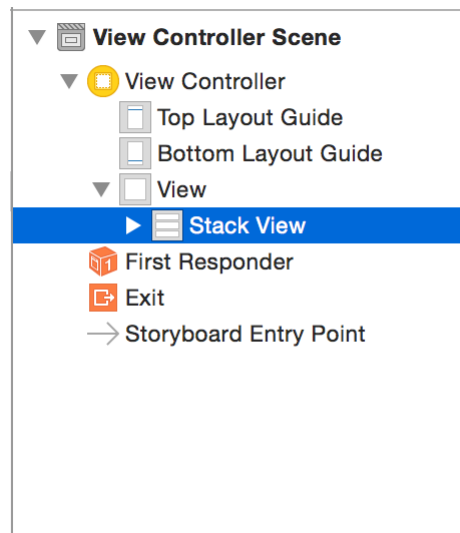 View Controller Scene
View Controller
Top Layout Guide
Bottom Layout Guide
View
Stack View
First Responder
Exit
Storyboard Entry Point